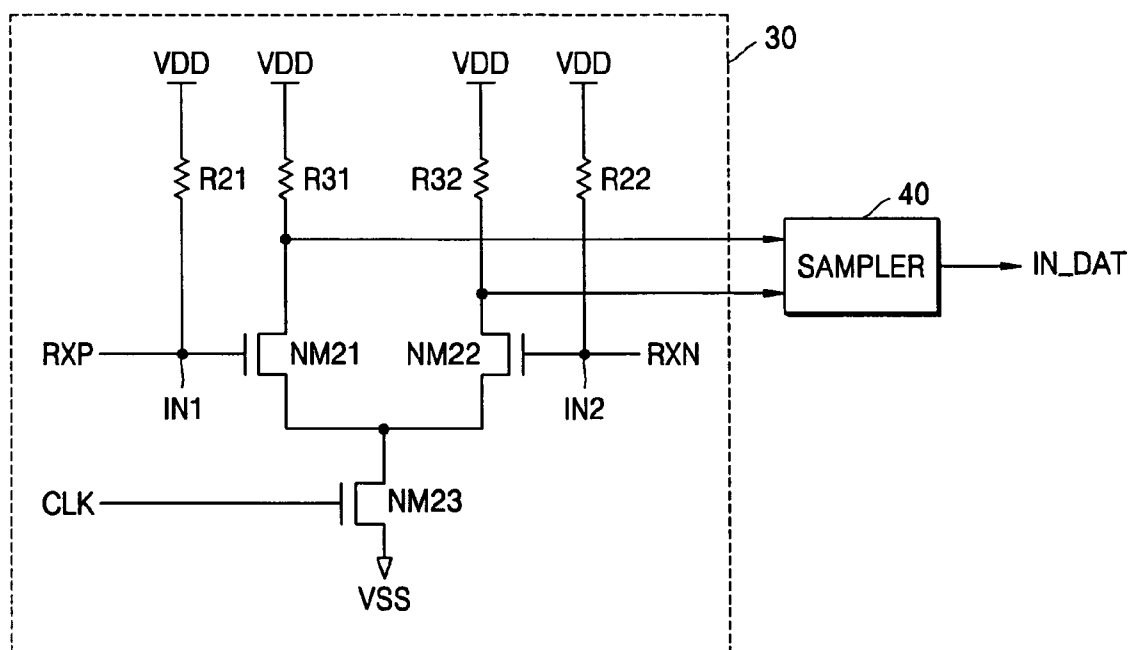 30
VDD VDD VDD VDD
R21 R31 R32 R22
40
SAMPLER
IN_DAT
RXP NM21 NM22 RXN
IN1 IN2
CLK NM23
VSS